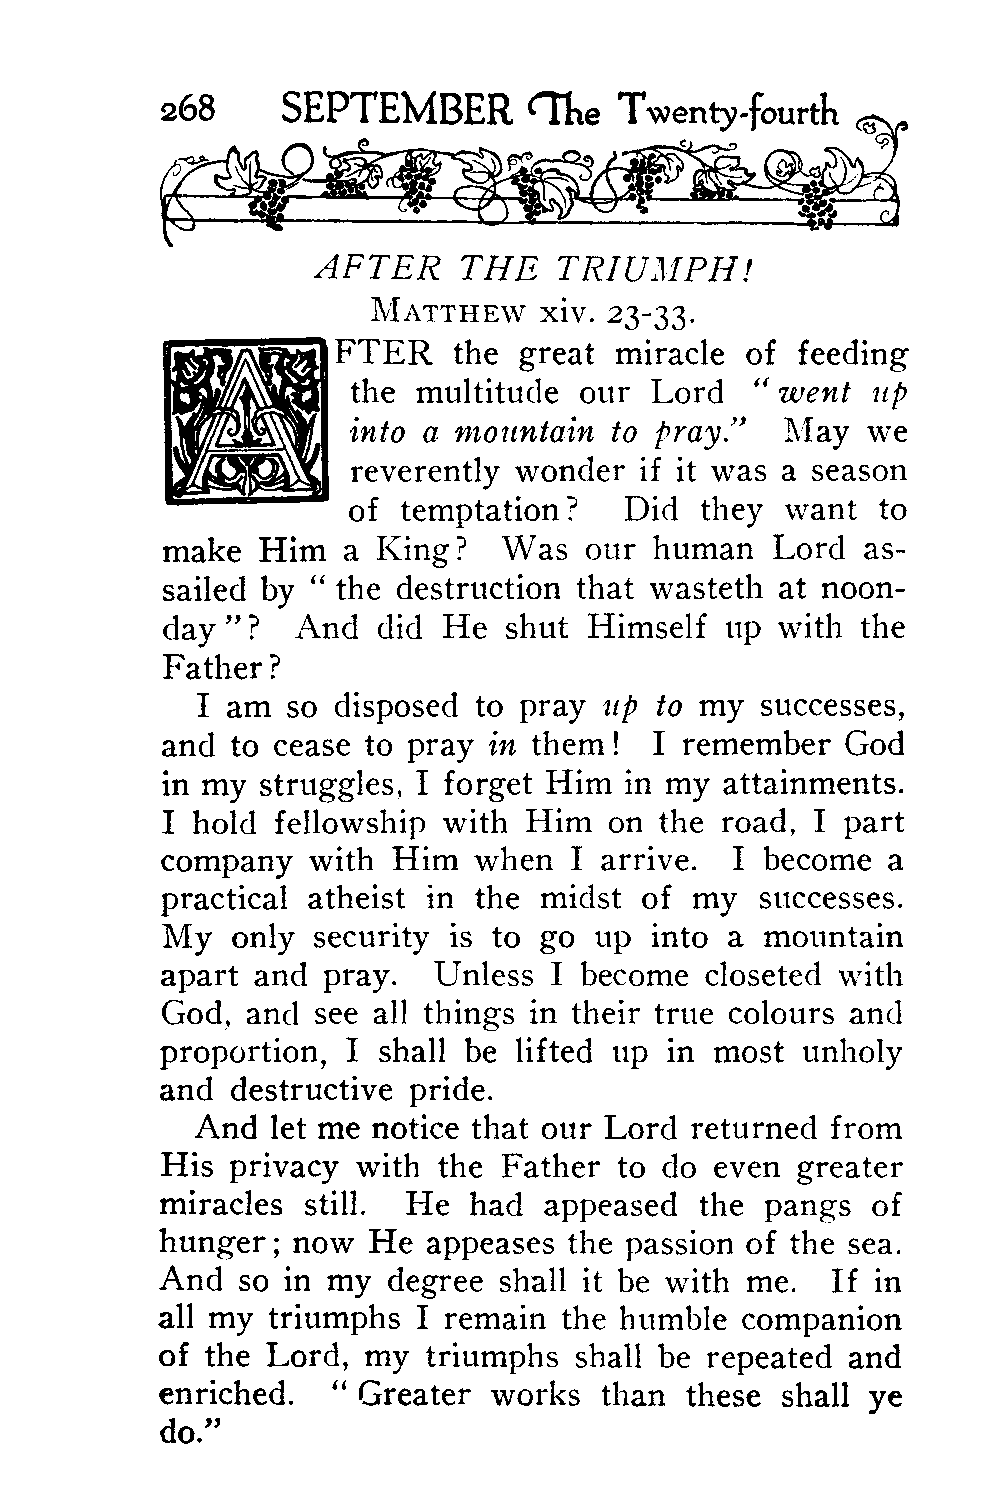 268 SEPTEMBER The Twenty-fourth
AFTER THE TRIUMPH!
MATTHEW xiv. 23-33.
AFTER the great miracle of feeding
the multitude our Lord “ went up
into a mountain to pray.” May we
reverently wonder if it was a season
of temptation? Did they want to
make Him a King? Was our human Lord as-
sailed by “ the destruction that wasteth at noon-
day ”? And did He shut Himself up with the
Father?
I am so disposed to pray up to my successes,
and to cease to pray in them! I remember God
in my struggles, I forget Him in my attainments.
I hold fellowship with Him on the road, I part
company with Him when I arrive. I become a
practical atheist in the midst of my successes.
My only security is to go up into a mountain
apart and pray. Unless I become closeted with
God, and see all things in their true colours and
proportion, I shall be lifted up in most unholy
and destructive pride.
And let me notice that our Lord returned from
His privacy with the Father to do even greater
miracles still. He had appeased the pangs of
hunger; now He appeases the passion of the sea.
And so in my degree shall it be with me. If in
all my triumphs I remain the humble companion
of the Lord, my triumphs shall be repeated and
enriched. “ Greater works than these shall ye
do.”